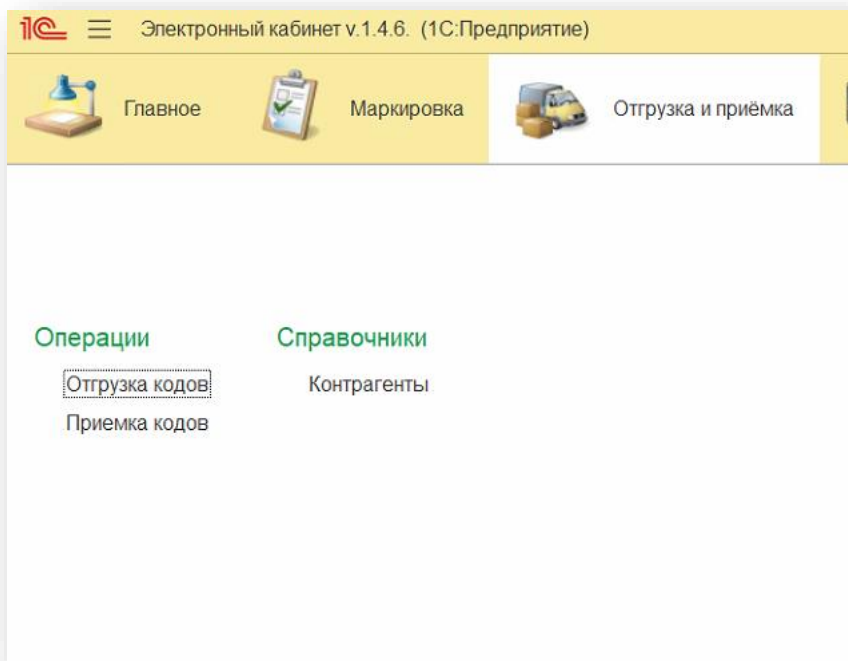 1С Электронный кабинет v.1.4.6. (1С:Предприятие)
Главное Маркировка Отгрузка и приёмка
Операции Справочники
Отгрузка кодов Контрагенты
Приемка кодов